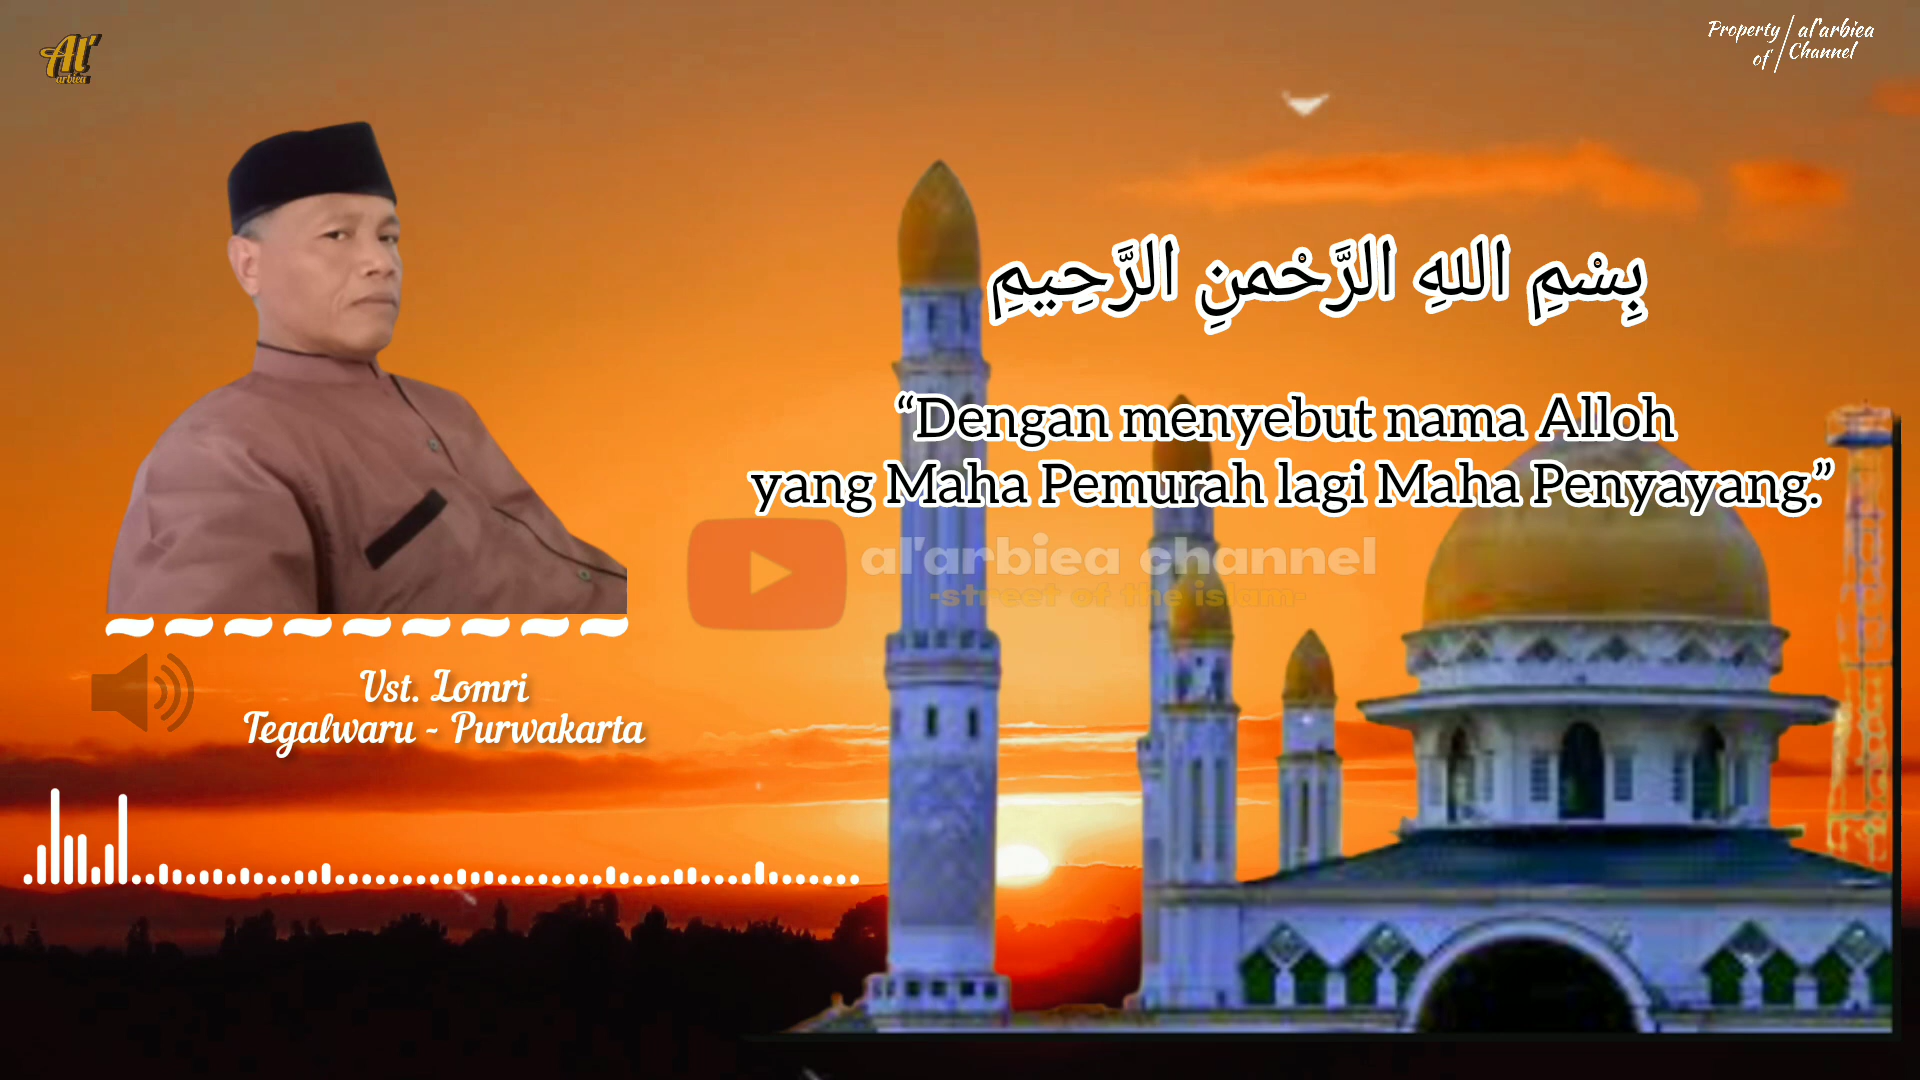 Al'
arbiea
Property | al'arbiea
of | Channel
بِسْمِ اللهِ الرَّحْمنِ الرَّحِيمِ
“Dengan menyebut nama Alloh
yang Maha Pemurah lagi Maha Penyayang.”
al'arbiea channel
-street of the islam-
Ust. Lomri
Tegalwaru - Purwakarta